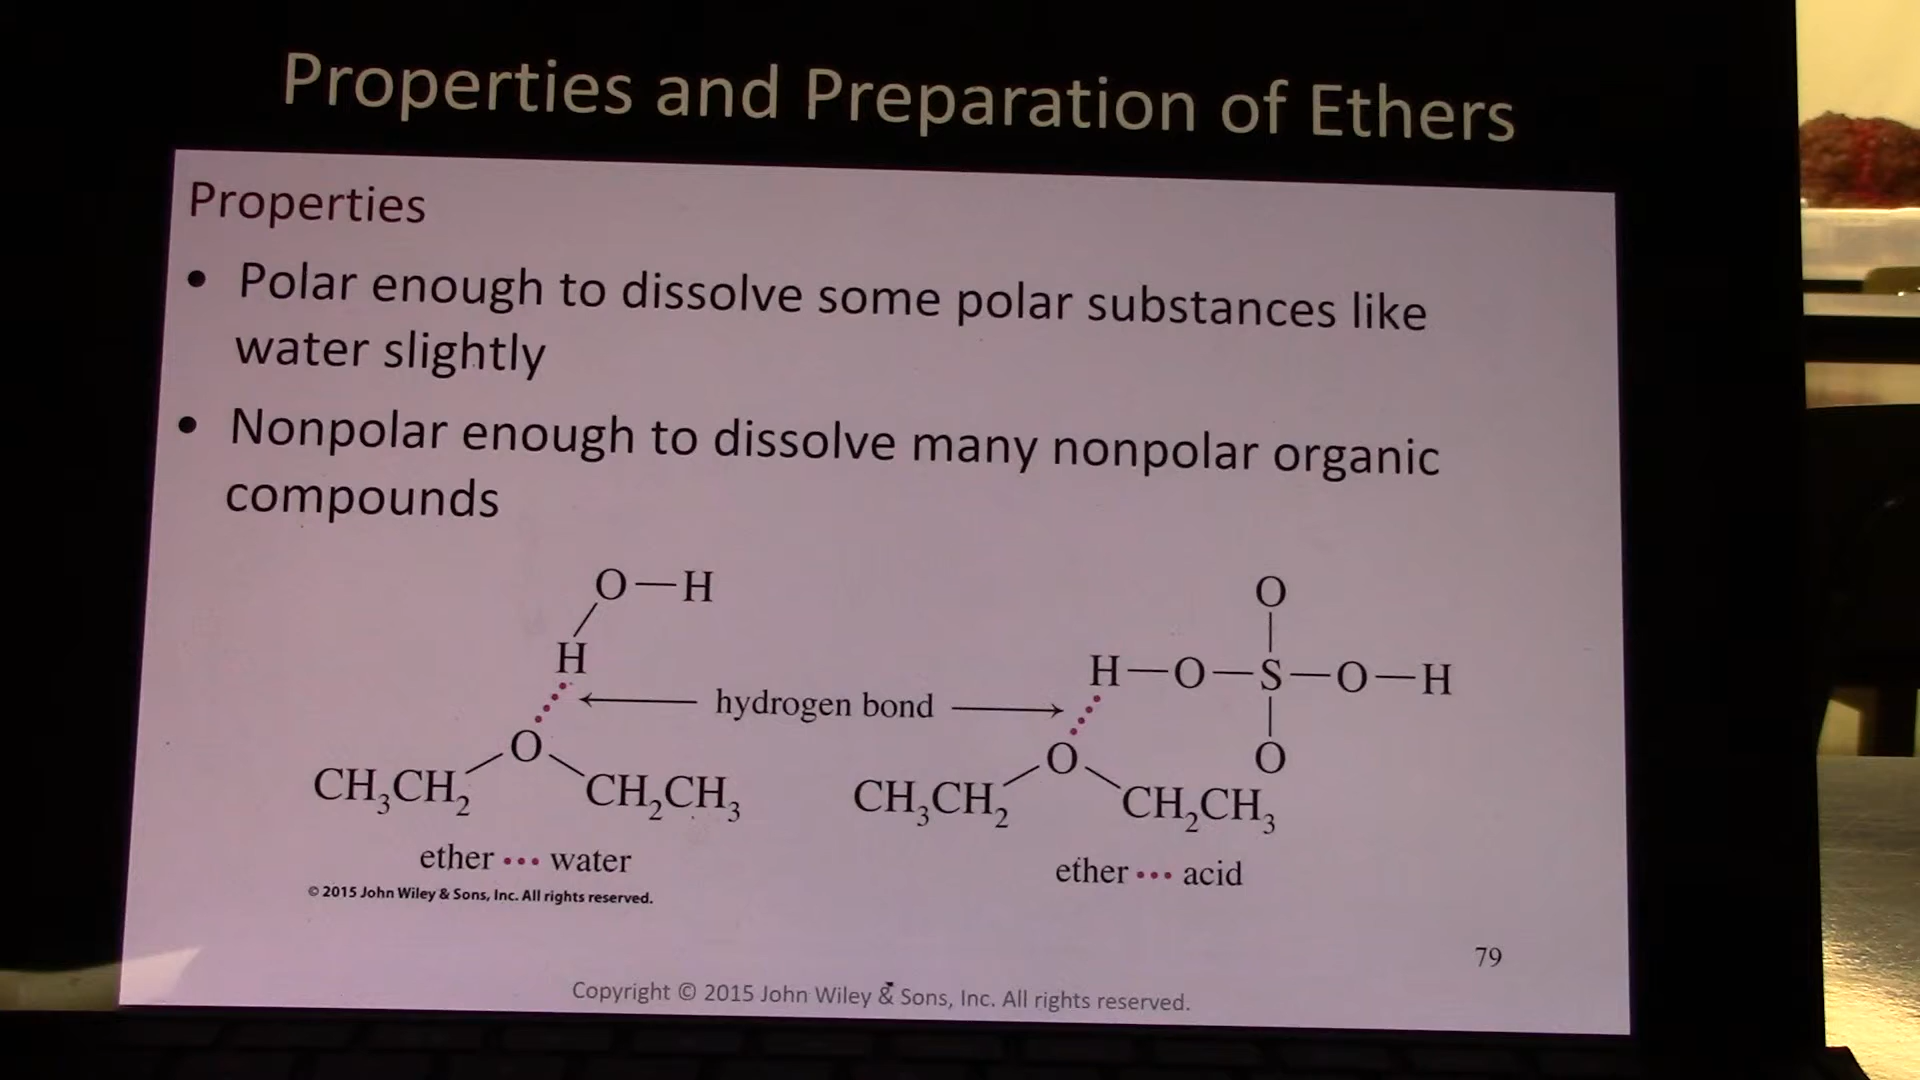 Properties and Preparation of Ethers
Properties
• Polar enough to dissolve some polar substances like
water slightly
• Nonpolar enough to dissolve many nonpolar organic
compounds
O—H
H
hydrogen bond
O
CH₃CH₂ CH₂CH₃
ether ••• water
© 2015 John Wiley & Sons, Inc. All rights reserved.
O
H—O—S—O—H
O
O
CH₃CH₂ CH₂CH₃
ether ••• acid
79
Copyright © 2015 John Wiley & Sons, Inc. All rights reserved.